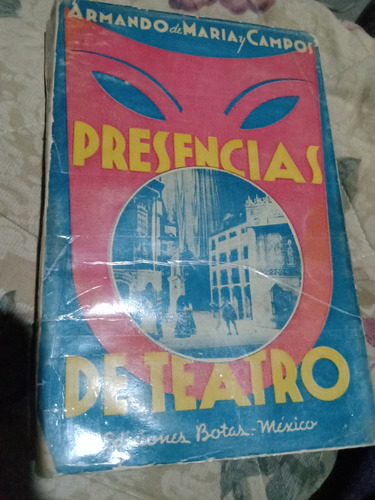 ARMANDO de MARIA y CAMPOS
PRESENCIAS
DE TEATRO
Ediciones Botas - México